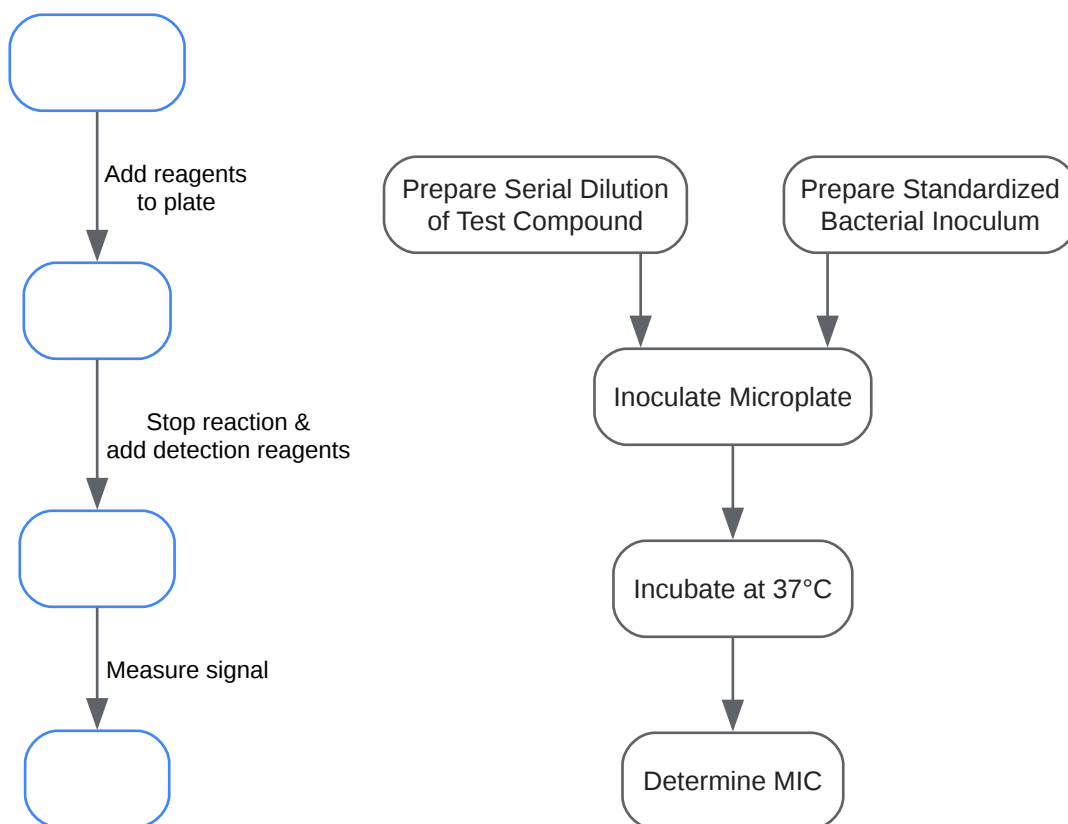 Add reagents
to plate
Stop reaction &
add detection reagents
Measure signal
Prepare Serial Dilution
of Test Compound
Prepare Standardized
Bacterial Inoculum
Inoculate Microplate
Incubate at 37°C
Determine MIC